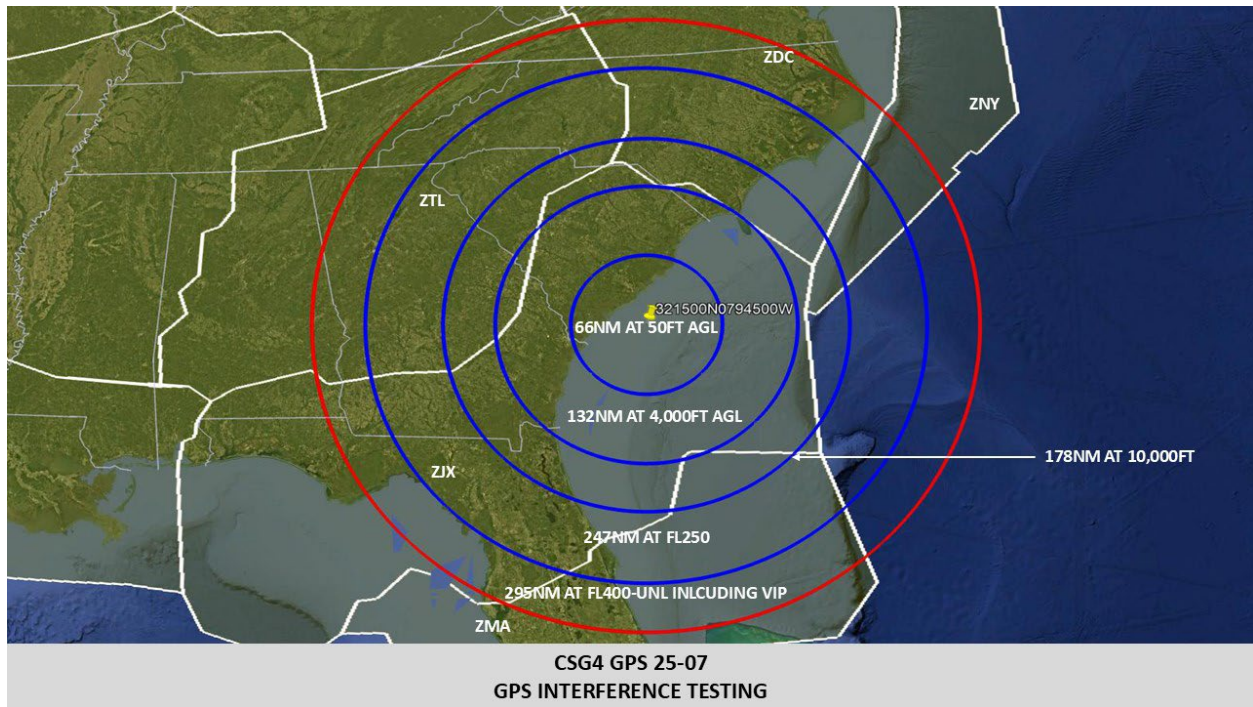 ZDC
ZNY
ZTL
321500N0794500W
66NM AT 50FT AGL
132NM AT 4,000FT AGL
178NM AT 10,000FT
ZJX
247NM AT FL250
295NM AT FL400-UNL INLCUDING VIP
ZMA
CSG4 GPS 25-07
GPS INTERFERENCE TESTING